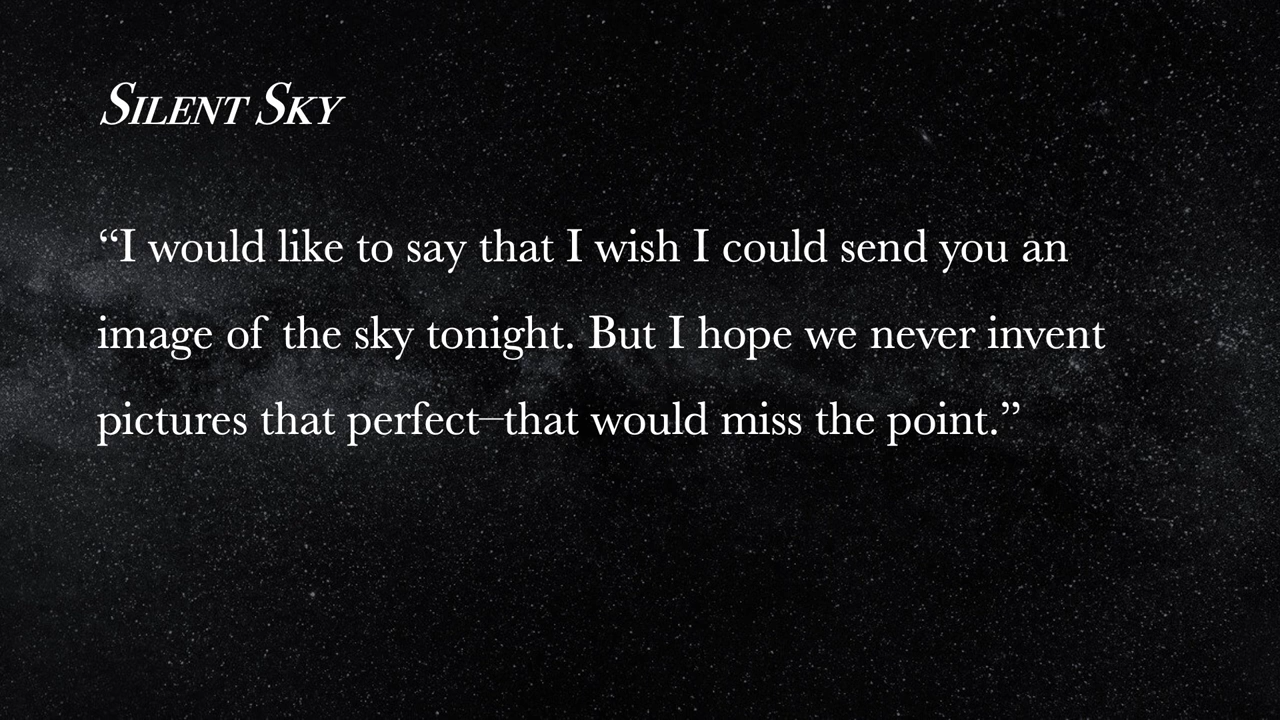 Silent Sky
“I would like to say that I wish I could send you an
image of the sky tonight. But I hope we never invent
pictures that perfect—that would miss the point.”